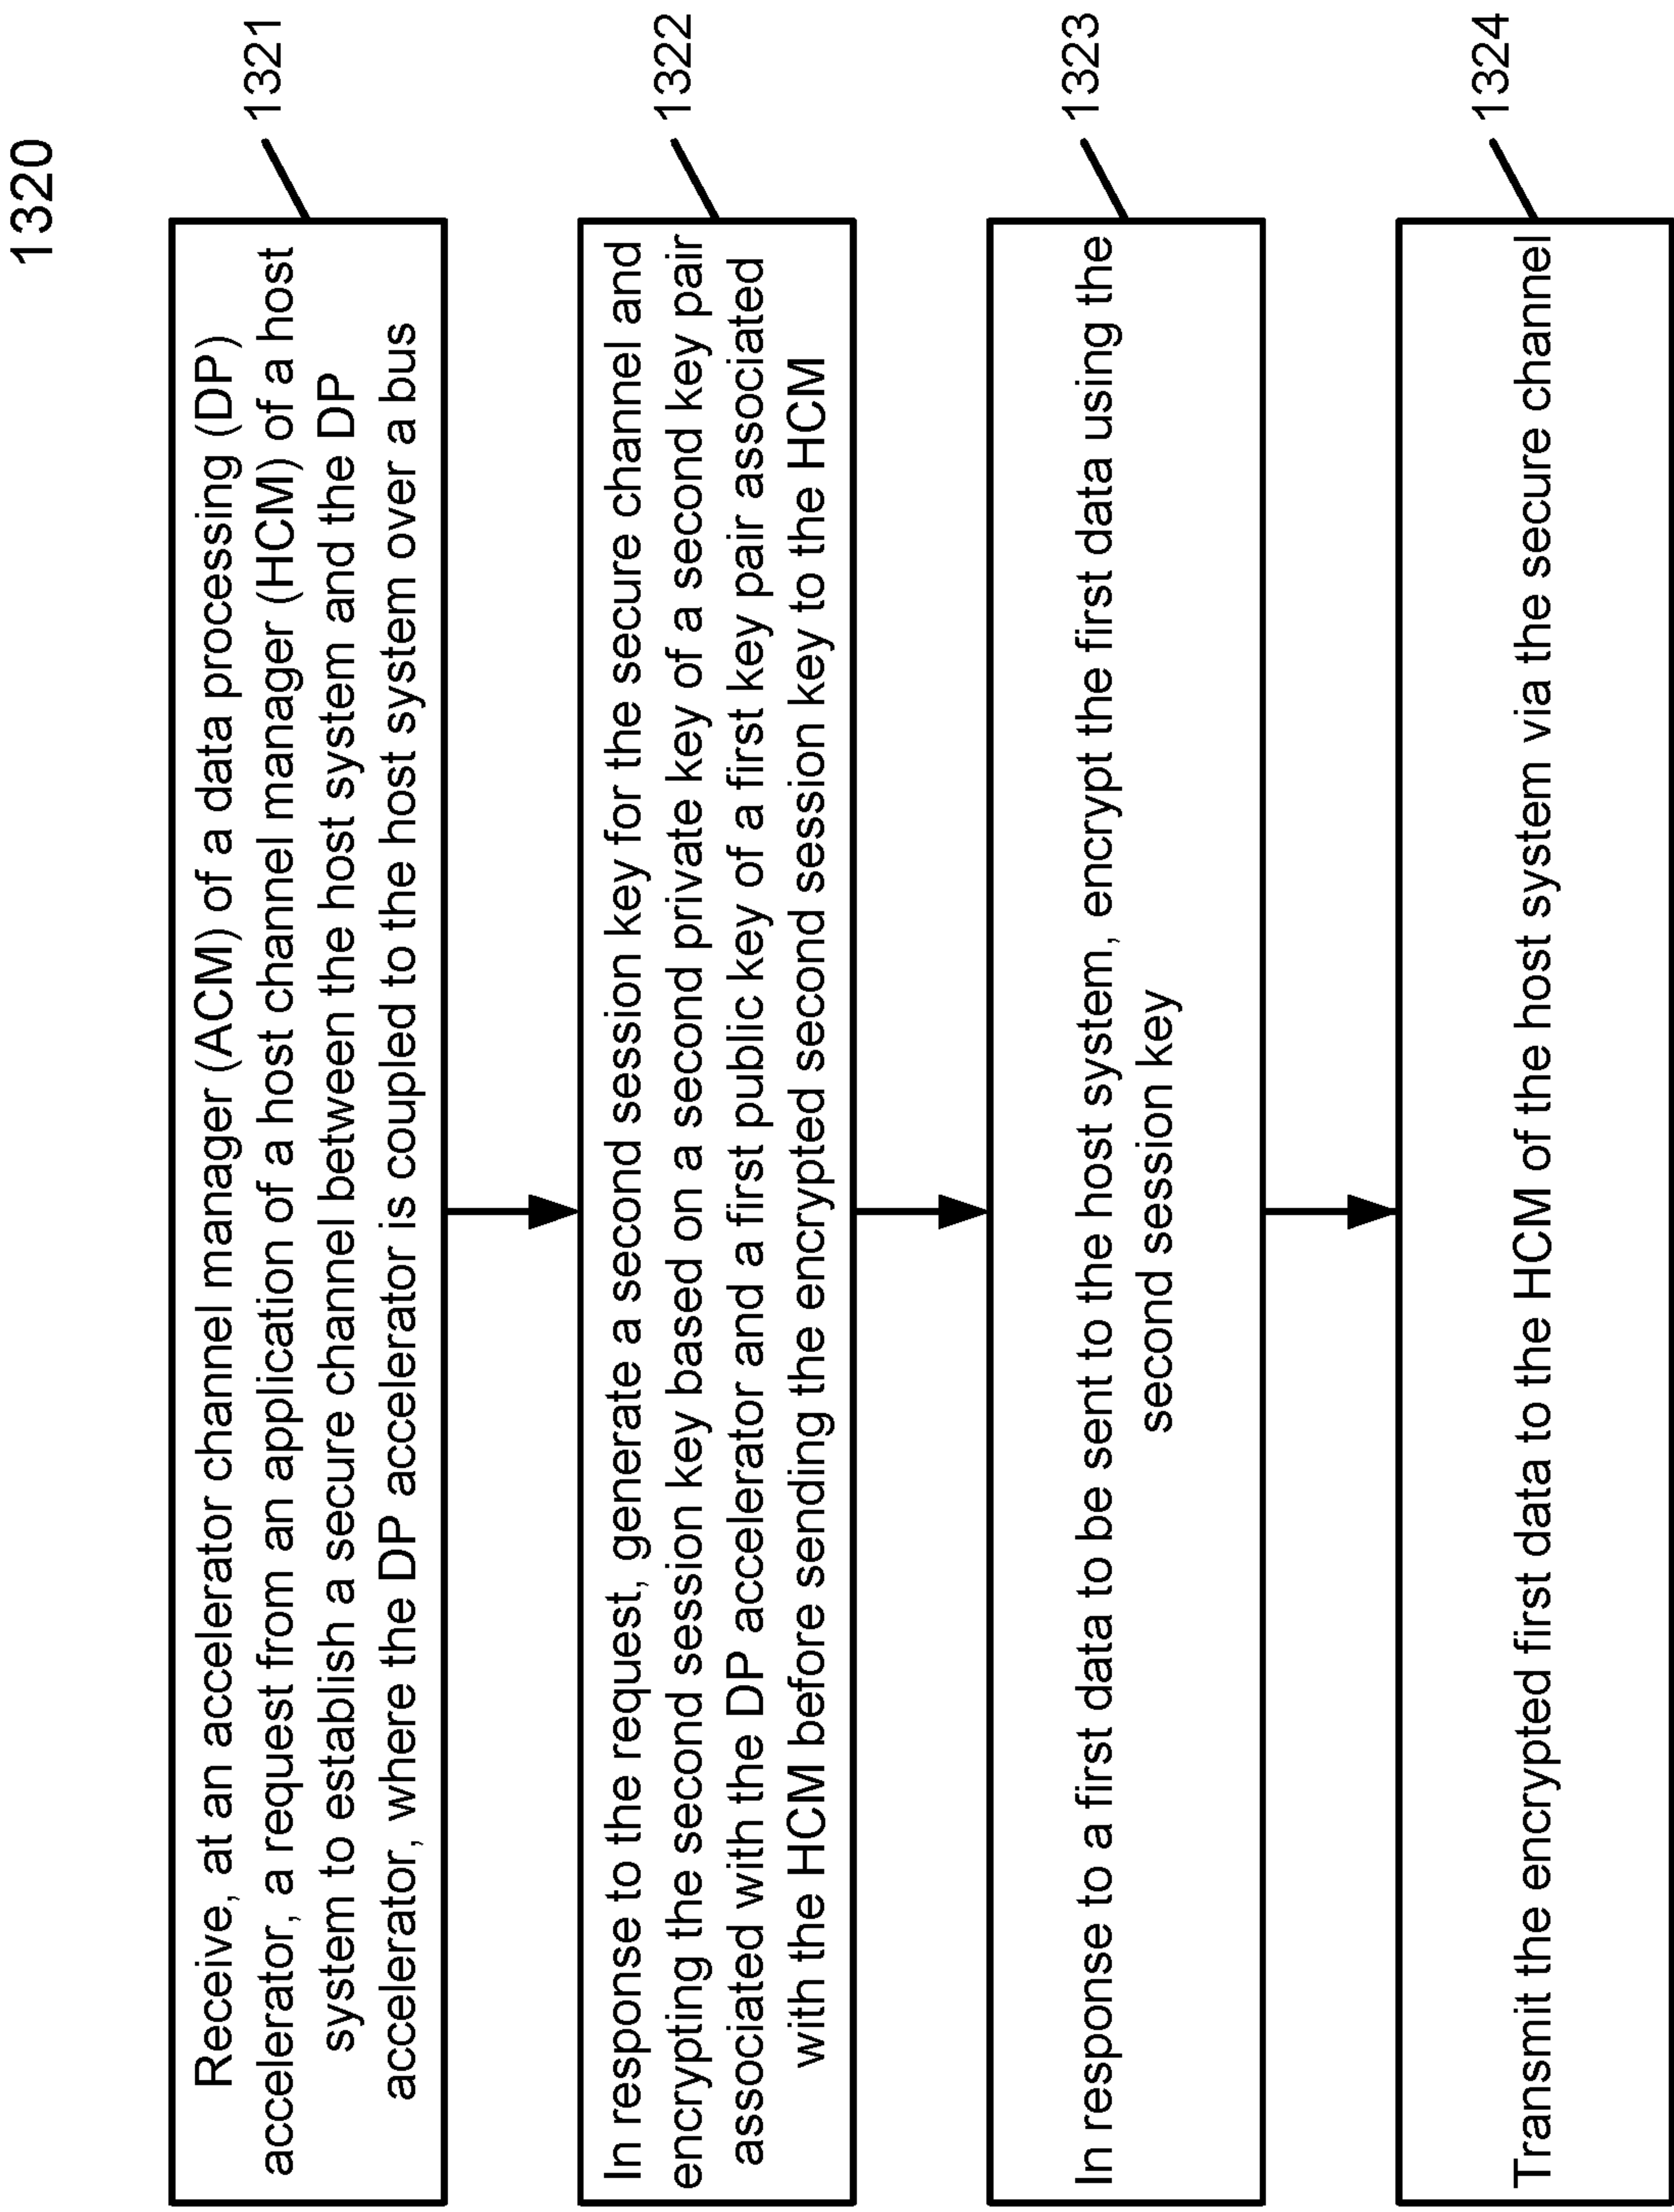 1320
Receive, at an accelerator channel manager (ACM) of a data processing (DP)
accelerator, a request from an application of a host channel manager (HCM) of a host
system to establish a secure channel between the host system and the DP
accelerator, where the DP accelerator is coupled to the host system over a bus
1321
In response to the request, generate a second session key for the secure channel and
encrypting the second session key based on a second private key of a second key pair
associated with the DP accelerator and a first public key of a first key pair associated
with the HCM before sending the encrypted second session key to the HCM
1322
In response to a first data to be sent to the host system, encrypt the first data using the
second session key
1323
Transmit the encrypted first data to the HCM of the host system via the secure channel
1324